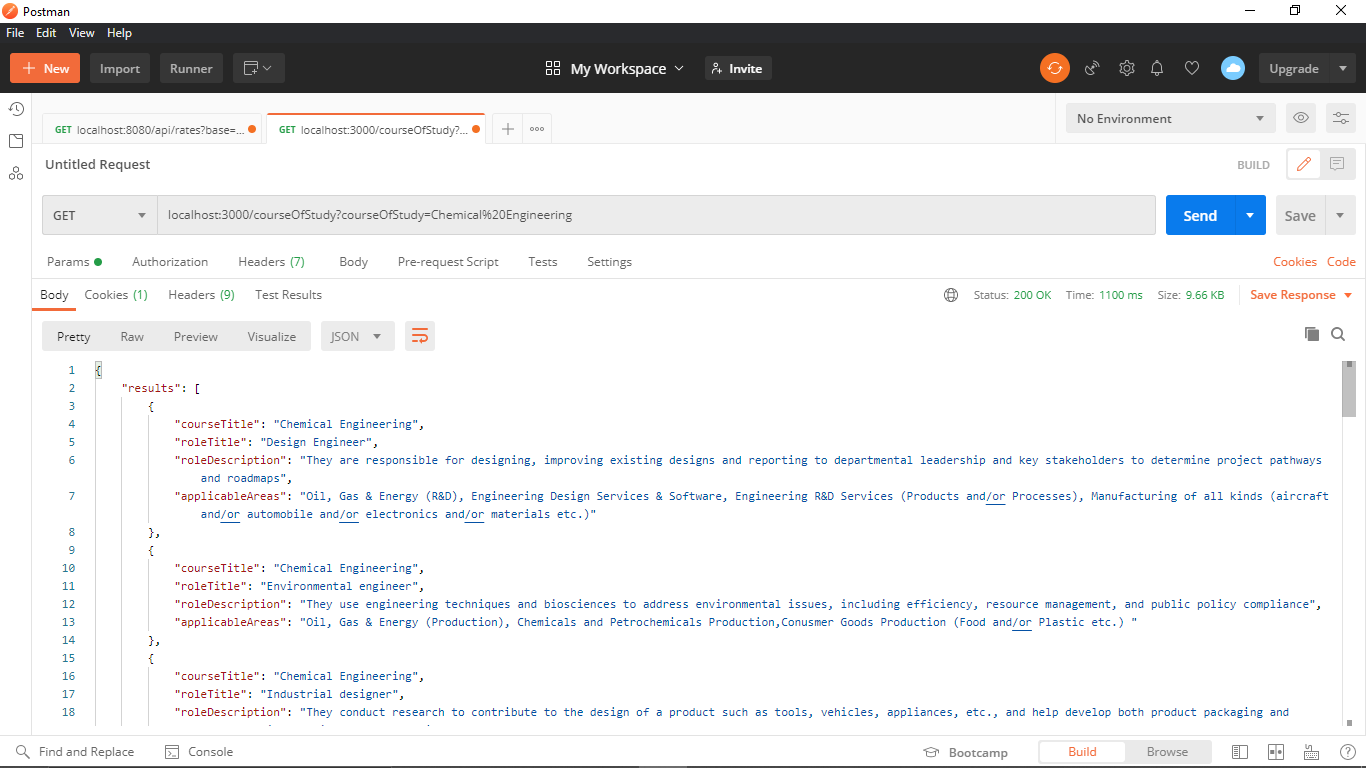 Postman
File Edit View Help
New Import Runner My Workspace Invite Upgrade
GET localhost:8080/api/rates?base=... GET localhost:3000/courseOfStudy?... No Environment
Untitled Request BUILD
GET localhost:3000/courseOfStudy?courseOfStudy=Chemical%20Engineering Send Save
Params Authorization Headers (7) Body Pre-request Script Tests Settings Cookies Code
Body Cookies (1) Headers (9) Test Results Status: 200 OK Time: 1100 ms Size: 9.66 KB Save Response
Pretty Raw Preview Visualize JSON
1 {
2 "results": [
3 {
4 "courseTitle": "Chemical Engineering",
5 "roleTitle": "Design Engineer",
6 "roleDescription": "They are responsible for designing, improving existing designs and reporting to departmental leadership and key stakeholders to determine project pathways
and roadmaps",
7 "applicableAreas": "Oil, Gas & Energy (R&D), Engineering Design Services & Software, Engineering R&D Services (Products and/or Processes), Manufacturing of all kinds (aircraft
and/or automobile and/or electronics and/or materials etc.)"
8 },
9 {
10 "courseTitle": "Chemical Engineering",
11 "roleTitle": "Environmental engineer",
12 "roleDescription": "They use engineering techniques and biosciences to address environmental issues, including efficiency, resource management, and public policy compliance",
13 "applicableAreas": "Oil, Gas & Energy (Production), Chemicals and Petrochemicals Production,Conusmer Goods Production (Food and/or Plastic etc.) "
14 },
15 {
16 "courseTitle": "Chemical Engineering",
17 "roleTitle": "Industrial designer",
18 "roleDescription": "They conduct research to contribute to the design of a product such as tools, vehicles, appliances, etc., and help develop both product packaging and
Find and Replace Console Bootcamp Build Browse